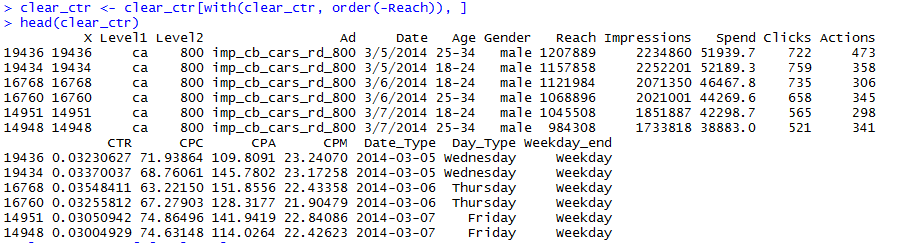 > clear_ctr <- clear_ctr[with(clear_ctr, order(-Reach)), ]
> head(clear_ctr)
X Level1 Level2 Ad Date Age Gender Reach Impressions Spend Clicks Actions
19436 19436 ca 800 imp_cb_cars_rd_800 3/5/2014 25-34 male 1207889 2234860 51939.7 722 473
19434 19434 ca 800 imp_cb_cars_rd_800 3/5/2014 18-24 male 1157858 2252201 52189.3 759 358
16768 16768 ca 800 imp_cb_cars_rd_800 3/6/2014 18-24 male 1121984 2071350 46467.8 735 306
16760 16760 ca 800 imp_cb_cars_rd_800 3/6/2014 25-34 male 1068896 2021001 44269.6 658 345
14951 14951 ca 800 imp_cb_cars_rd_800 3/7/2014 18-24 male 1045508 1851887 42298.7 565 298
14948 14948 ca 800 imp_cb_cars_rd_800 3/7/2014 25-34 male 984308 1733818 38883.0 521 341
CTR CPC CPA CPM Date_Type Day_Type Weekday_end
19436 0.03230627 71.93864 109.8091 23.24070 2014-03-05 Wednesday Weekday
19434 0.03370037 68.76061 145.7802 23.17258 2014-03-05 Wednesday Weekday
16768 0.03548411 63.22150 151.8556 22.43358 2014-03-06 Thursday Weekday
16760 0.03255812 67.27903 128.3177 21.90479 2014-03-06 Thursday Weekday
14951 0.03050942 74.86496 141.9419 22.84086 2014-03-07 Friday Weekday
14948 0.03004929 74.63148 114.0264 22.42623 2014-03-07 Friday Weekday